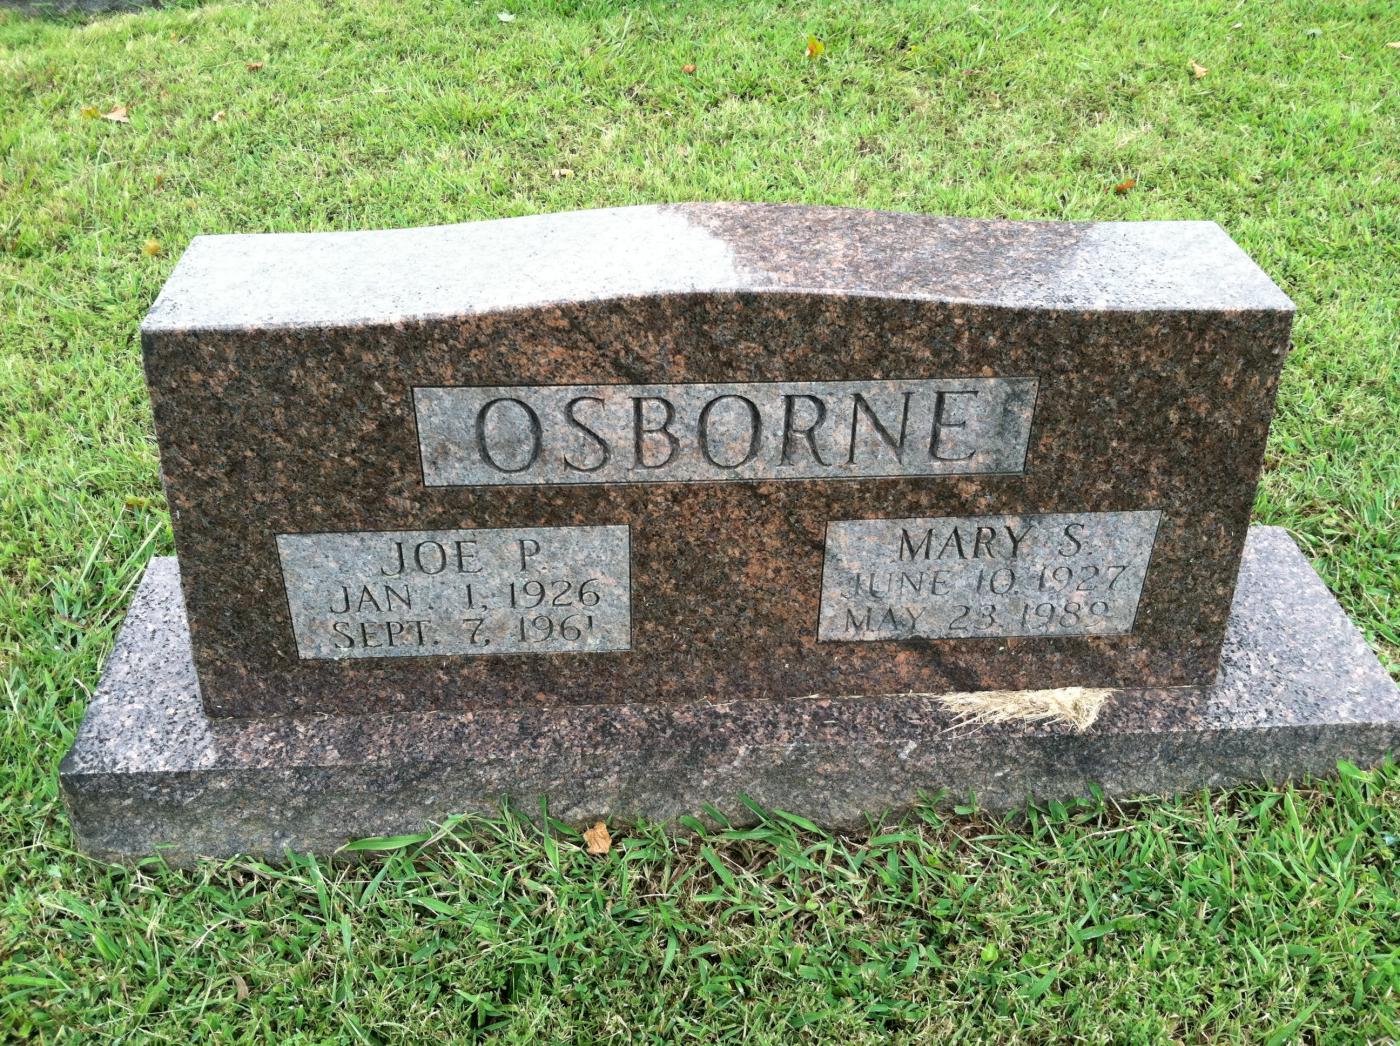 OSBORNE
JOE P.
JAN. 1, 1926
SEPT. 7, 1961
MARY S.
JUNE 10, 1927
MAY 23, 1989